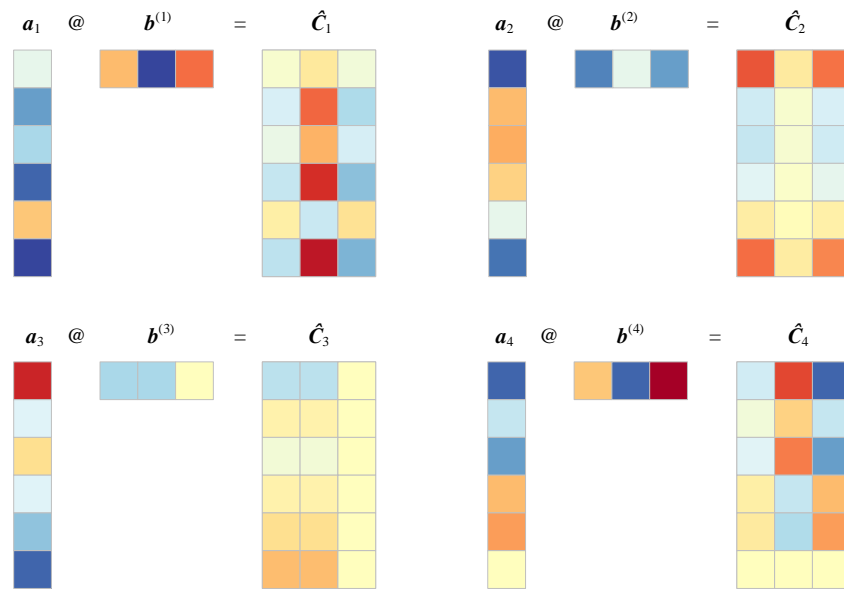 a₁ @ b⁽¹⁾ = Ĉ₁ a₂ @ b⁽²⁾ = Ĉ₂
a₃ @ b⁽³⁾ = Ĉ₃ a₄ @ b⁽⁴⁾ = Ĉ₄